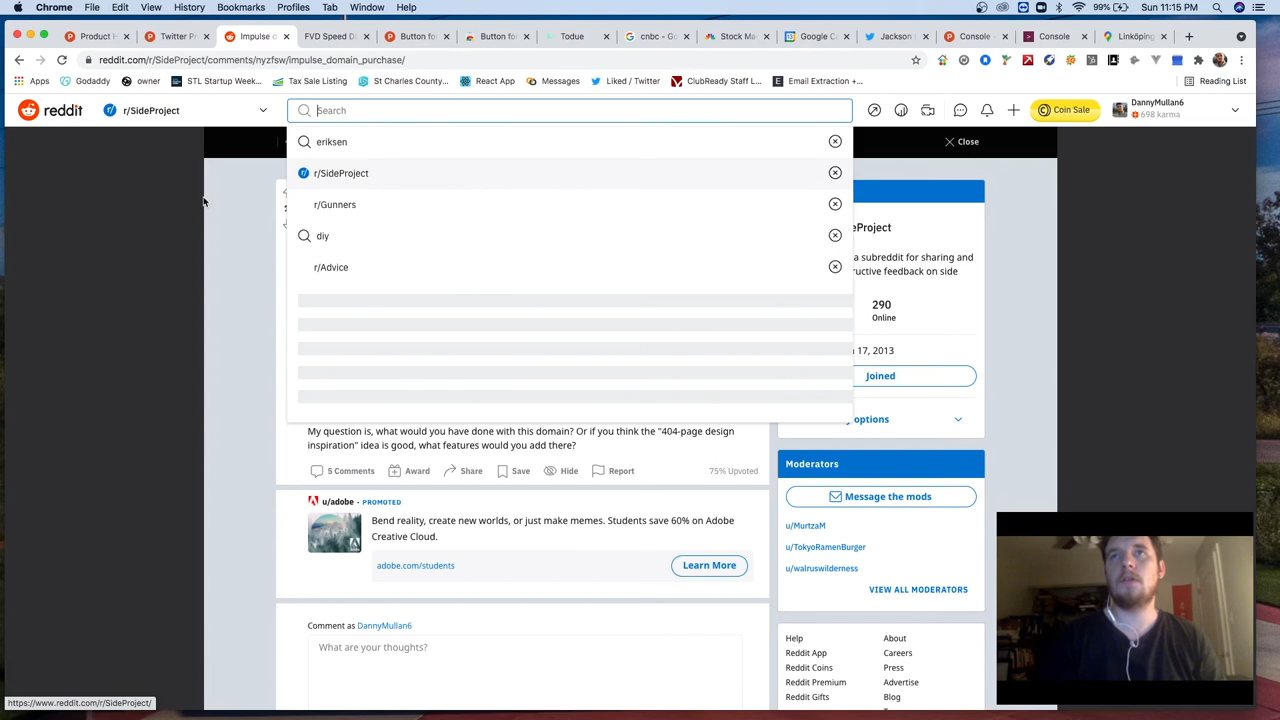 Chrome File Edit View History Bookmarks Profiles Tab Window Help 99% Sun 11:15 PM
Product H Twitter Po Impulse d FVD Speed Di Button for Button for Todue cnbc - Go Stock Ma Google C Jackson Console - Console Linköping
reddit.com/r/SideProject/comments/nyzfsw/impulse_domain_purchase/
Apps Godaddy owner STL Startup Week... Tax Sale Listing St Charles County... React App Messages Liked / Twitter ClubReady Staff L... Email Extraction +... Reading List
reddit r/SideProject Search Coin Sale DannyMullan6
698 karma
eriksen Close
r/SideProject
r/Gunners
diy
r/Advice
eProject
a subreddit for sharing and
ructive feedback on side
290
Online
17, 2013
Joined
options
My question is, what would you have done with this domain? Or if you think the "404-page design
inspiration" idea is good, what features would you add there?
5 Comments Award Share Save Hide Report 75% Upvoted
Moderators
Message the mods
u/MurtzaM
u/TokyoRamenBurger
u/walruswilderness
VIEW ALL MODERATORS
u/adobe • PROMOTED
Bend reality, create new worlds, or just make memes. Students save 60% on Adobe
Creative Cloud.
adobe.com/students Learn More
Comment as DannyMullan6
What are your thoughts?
Help About
Reddit App Careers
Reddit Coins Press
Reddit Premium Advertise
Reddit Gifts Blog
https://www.reddit.com/r/SideProject/